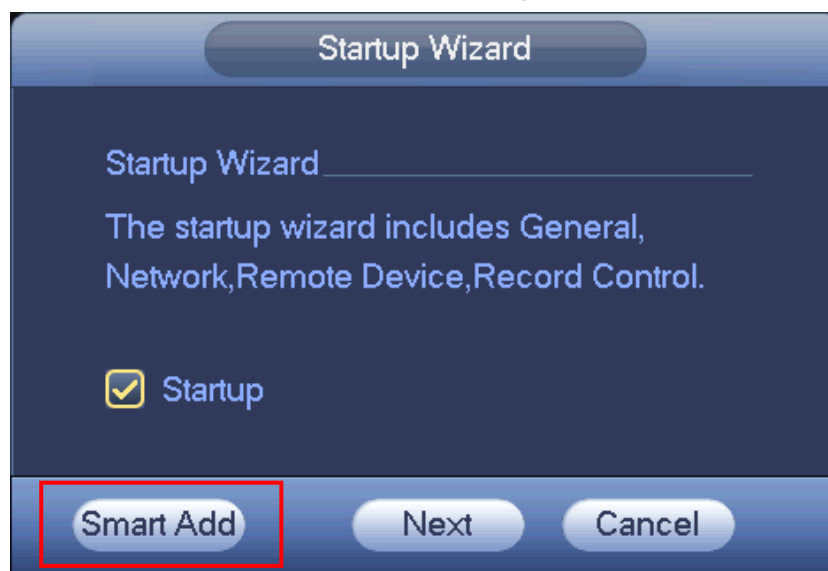 Startup Wizard
Startup Wizard
The startup wizard includes General,
Network,Remote Device,Record Control.
Startup
Smart Add Next Cancel